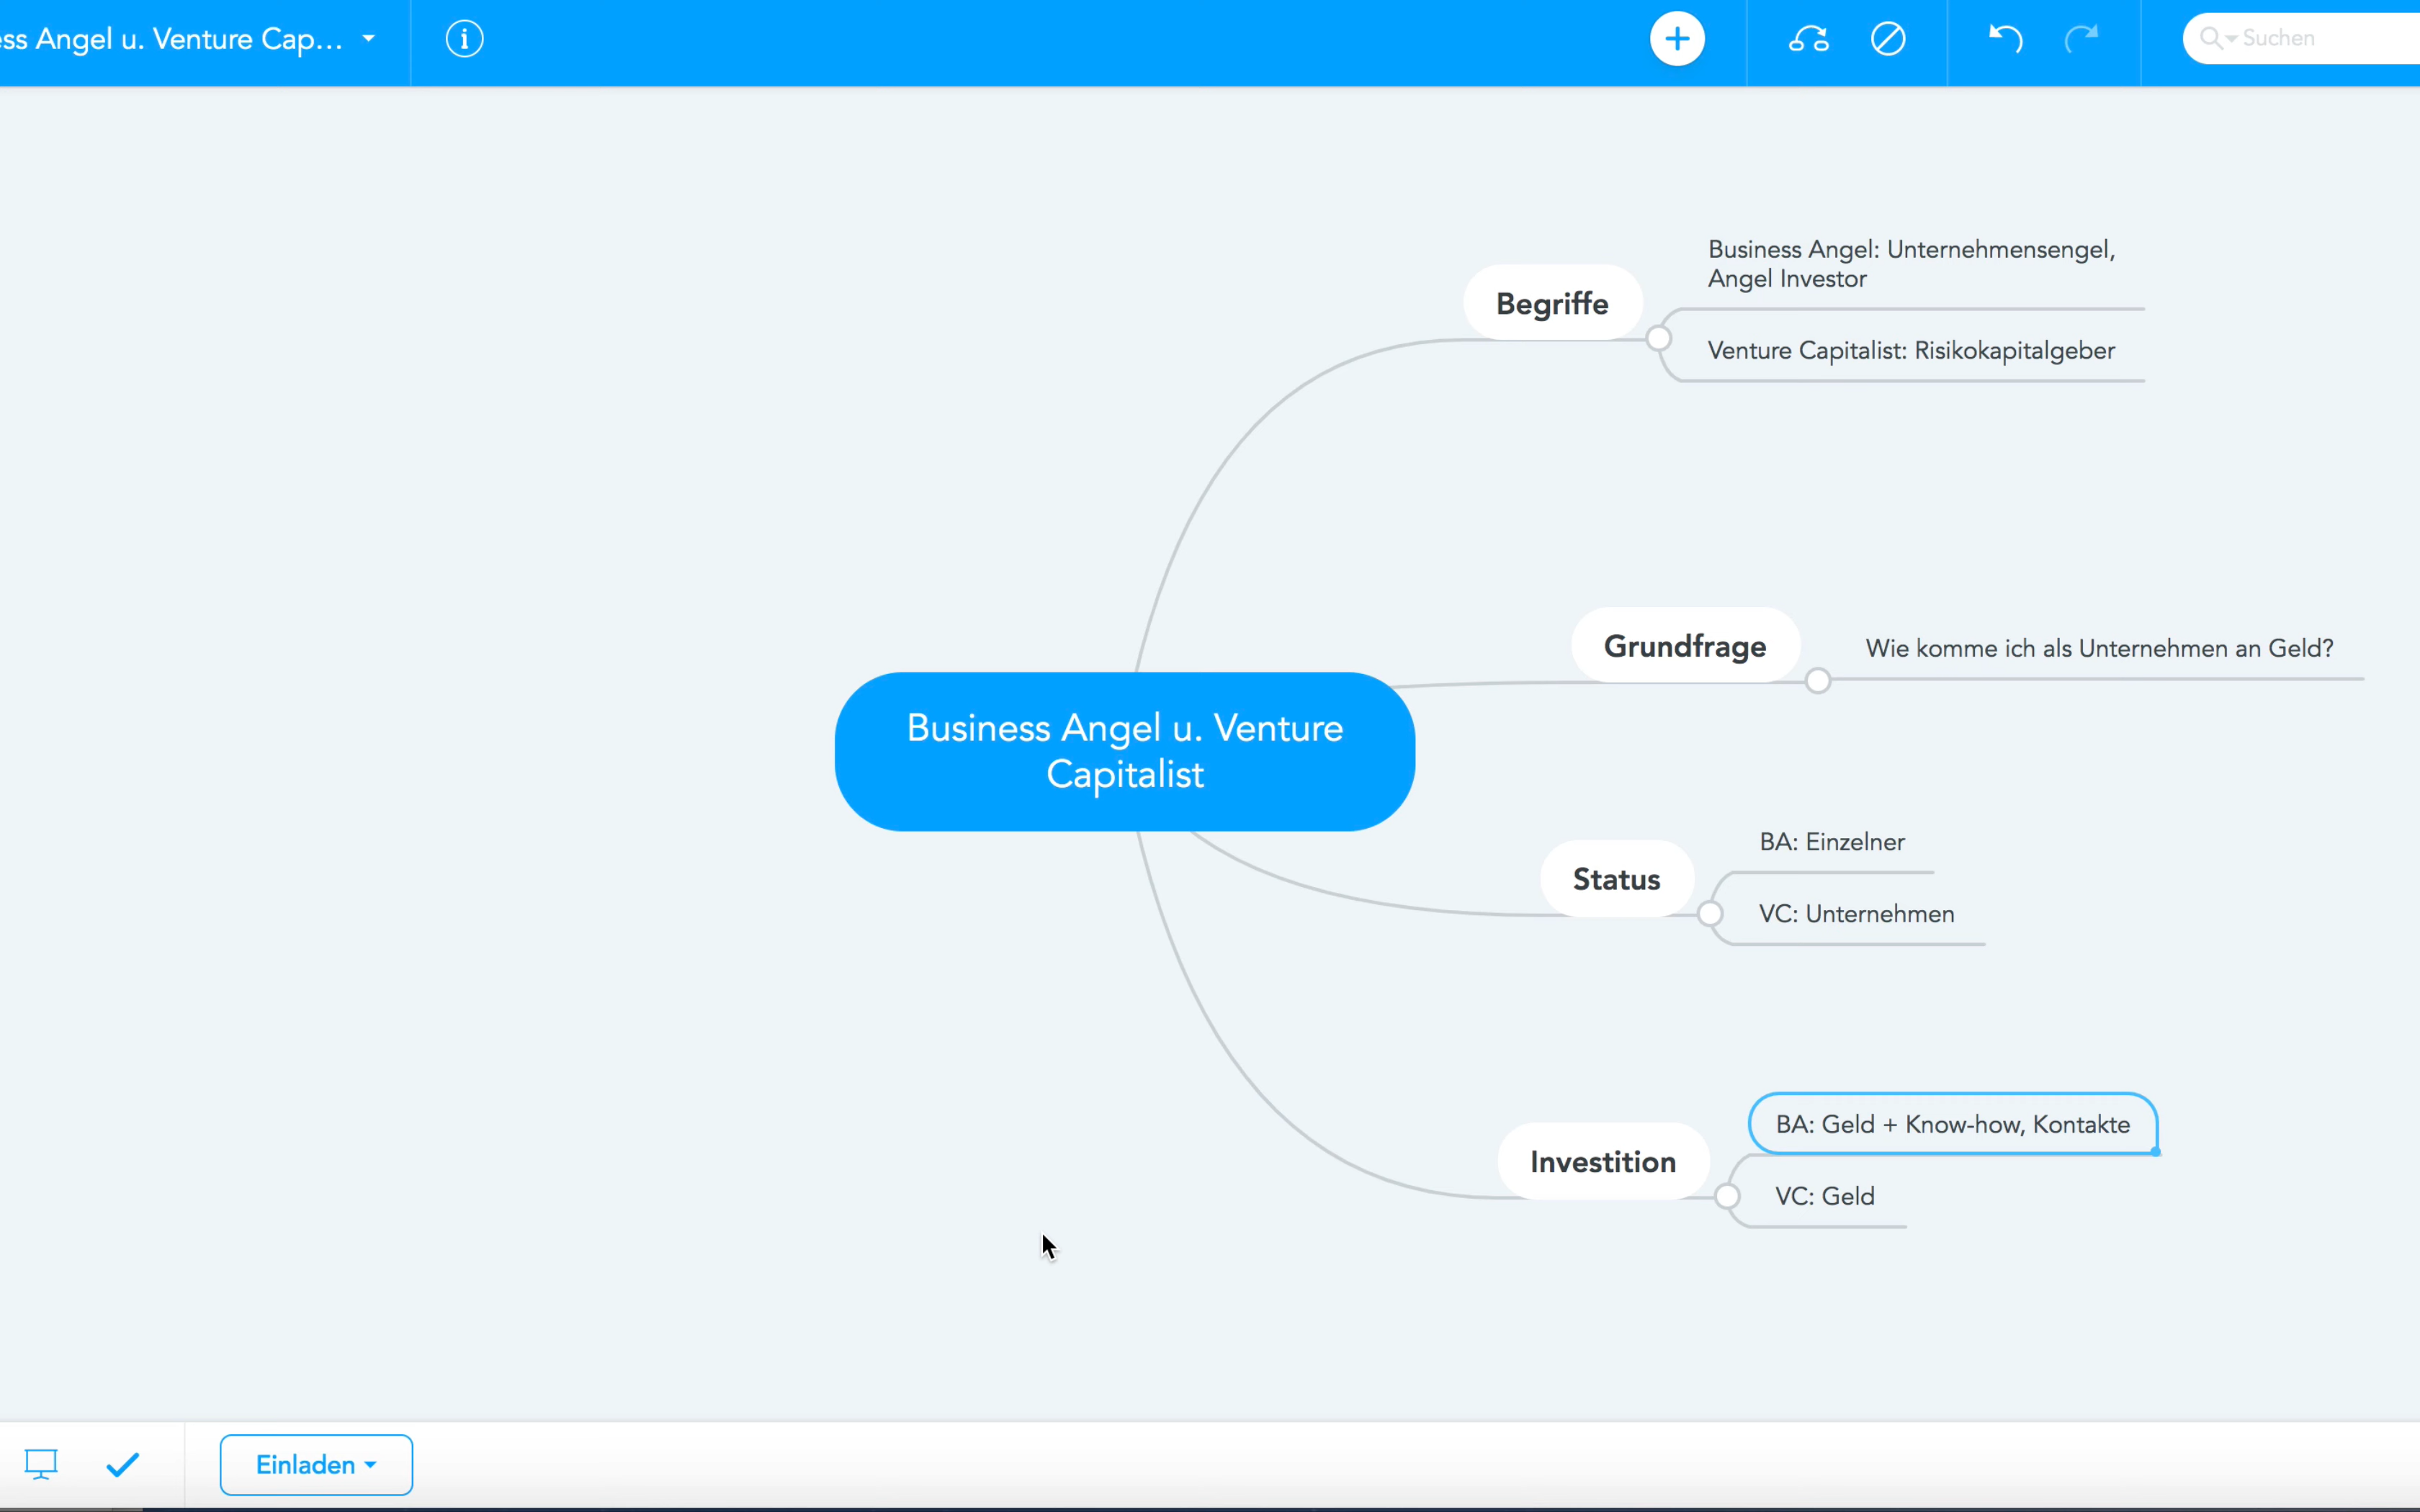 ss Angel u. Venture Cap...
Suchen
Business Angel: Unternehmensengel,
Angel Investor
Begriffe
Venture Capitalist: Risikokapitalgeber
Grundfrage
Wie komme ich als Unternehmen an Geld?
Business Angel u. Venture
Capitalist
BA: Einzelner
Status
VC: Unternehmen
BA: Geld + Know-how, Kontakte
Investition
VC: Geld
Einladen